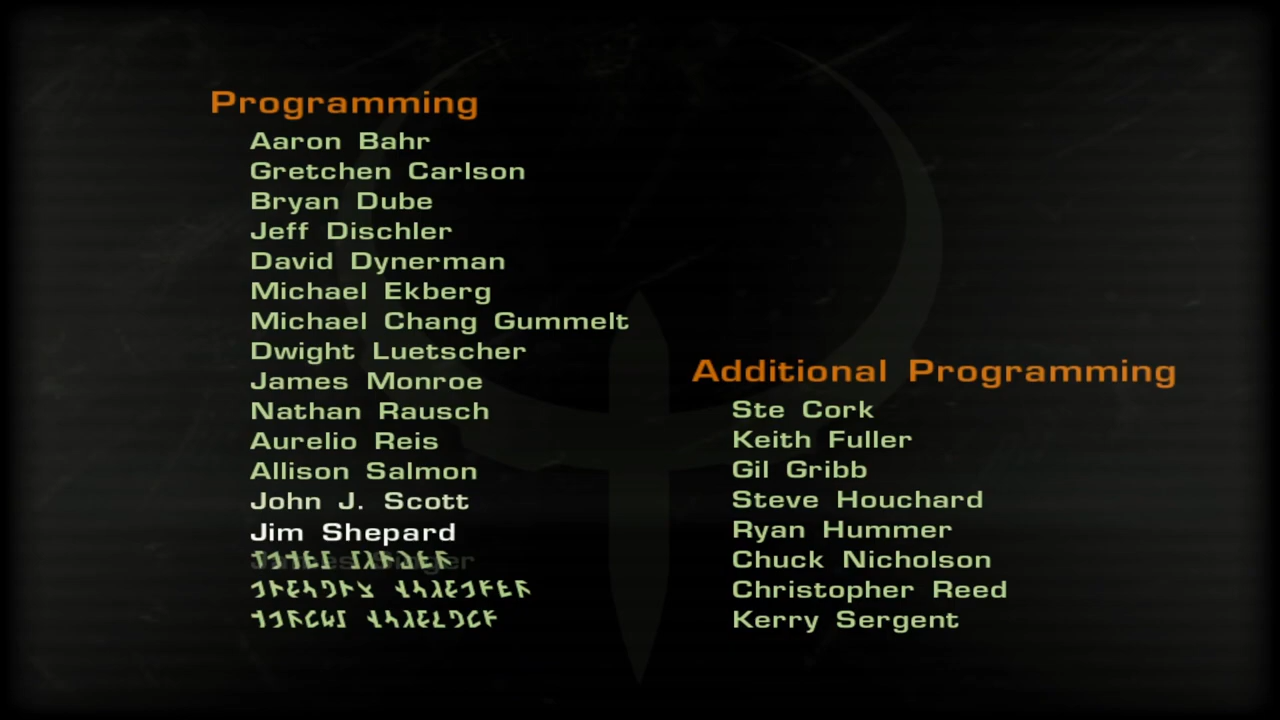 Programming
Aaron Bahr
Gretchen Carlson
Bryan Dube
Jeff Dischler
David Dynerman
Michael Ekberg
Michael Chang Gummelt
Dwight Luetscher
James Monroe
Nathan Rausch
Aurelio Reis
Allison Salmon
John J. Scott
Jim Shepard
James
Additional Programming
Ste Cork
Keith Fuller
Gil Gribb
Steve Houchard
Ryan Hummer
Chuck Nicholson
Christopher Reed
Kerry Sergent